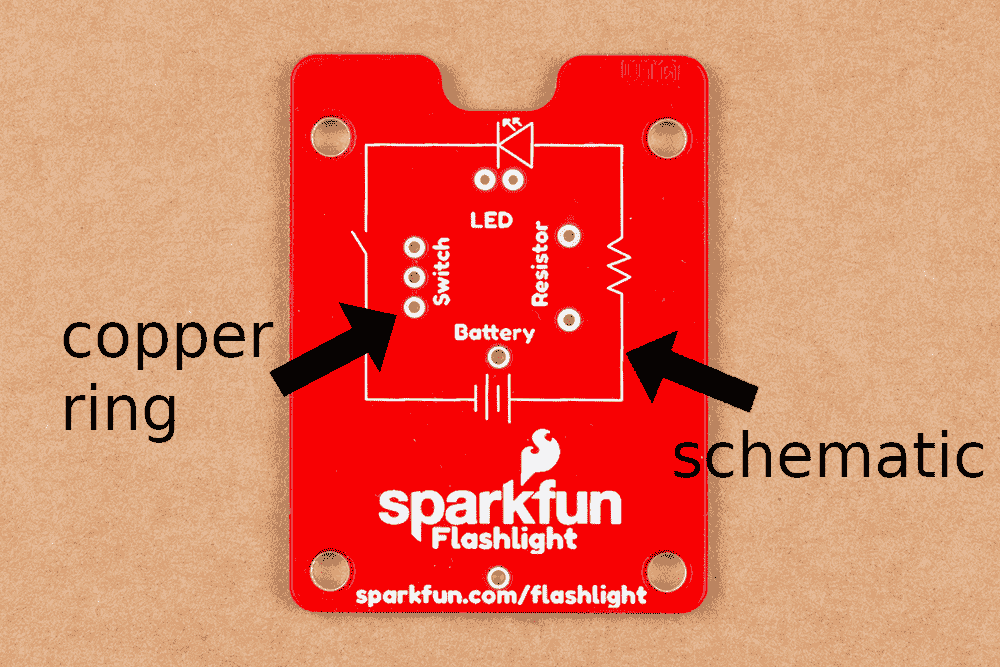 LED
Switch
Resistor
Battery
copper
ring
schematic
sparkfun
Flashlight
sparkfun.com/flashlight